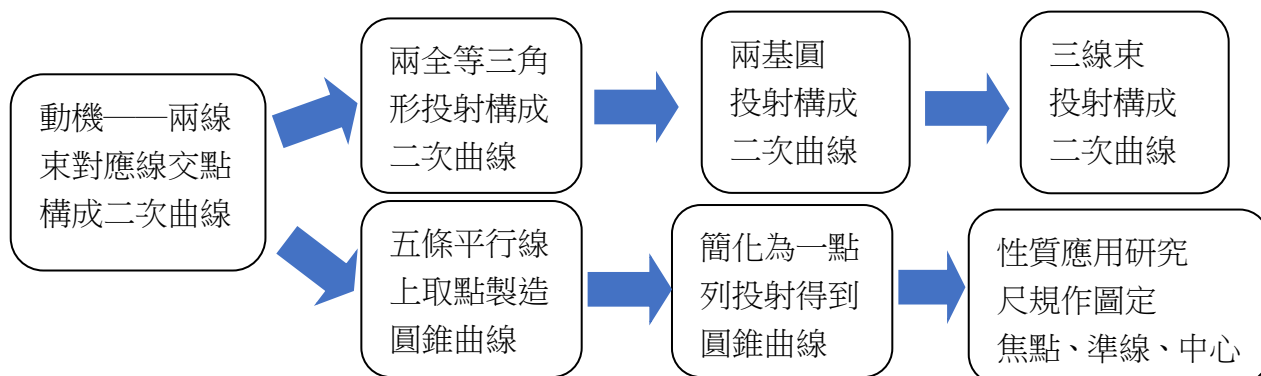 動機——兩線
束對應線交點
構成二次曲線
兩全等三角
形投射構成
二次曲線
兩基圓
投射構成
二次曲線
三線束
投射構成
二次曲線
五條平行線
上取點製造
圓錐曲線
簡化為一點
列投射得到
圓錐曲線
性質應用研究
尺規作圖定
焦點、準線、中心